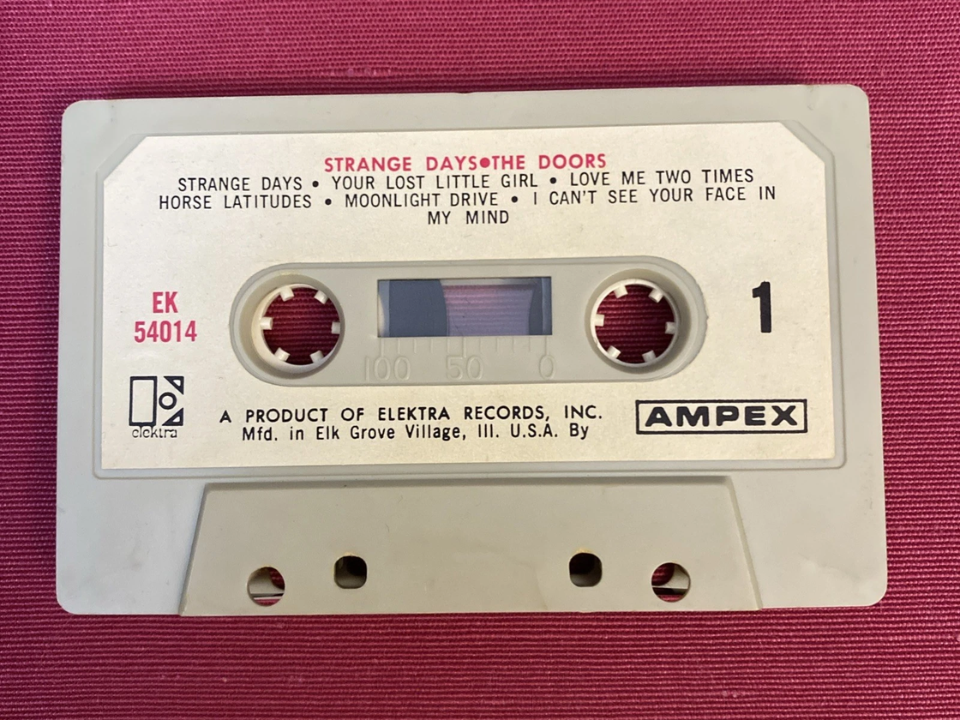 STRANGE DAYS•THE DOORS
STRANGE DAYS • YOUR LOST LITTLE GIRL • LOVE ME TWO TIMES
HORSE LATITUDES • MOONLIGHT DRIVE • I CAN'T SEE YOUR FACE IN
MY MIND
EK
54014
1
100 50 0
elektra
A PRODUCT OF ELEKTRA RECORDS, INC.
Mfd. in Elk Grove Village, Ill. U.S.A. By
AMPEX